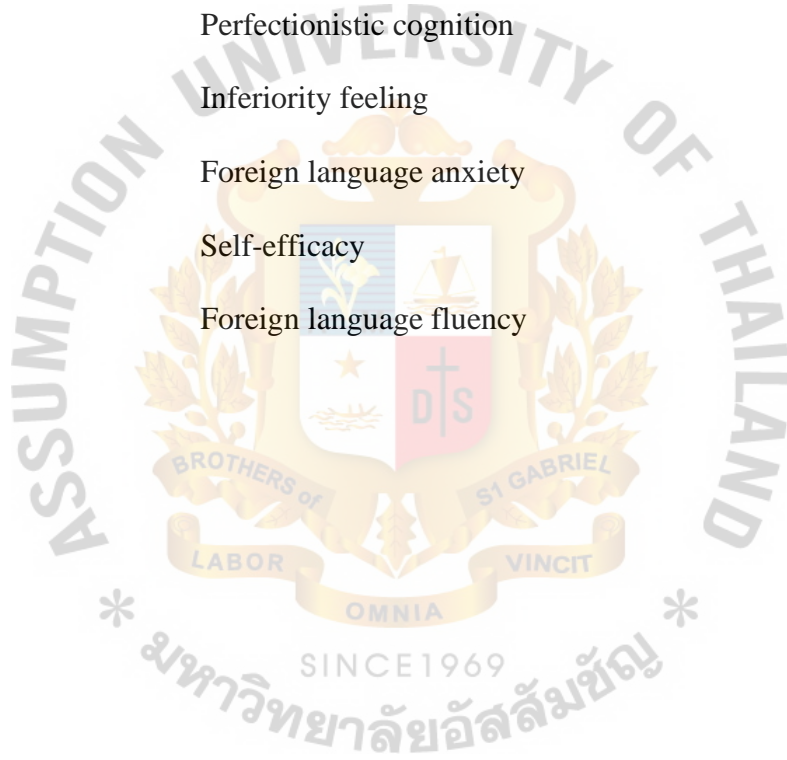 Perfectionistic cognition
Inferiority feeling
Foreign language anxiety
Self-efficacy
Foreign language fluency
ASSUMPTION UNIVERSITY OF THAILAND
D S
BROTHERS of ST GABRIEL
LABOR
VINCIT
OMNIA
SINCE1969
* มหาวิทยาลัยอัสสัมชัญ *